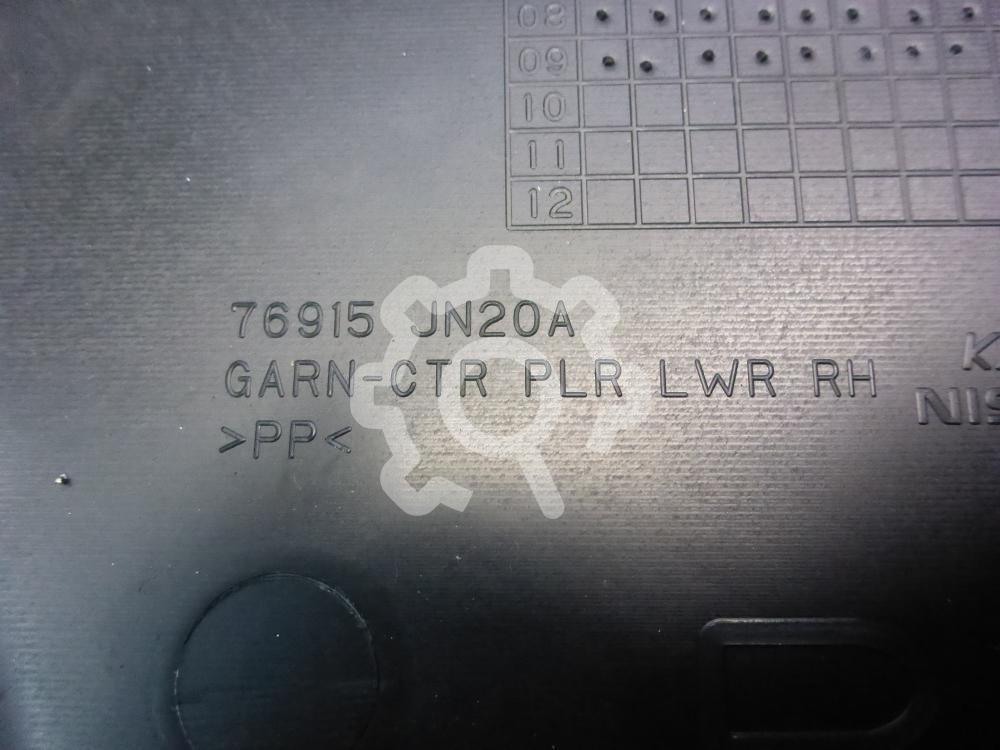 08
09
10
11
12
76915 JN20A
GARN-CTR PLR LWR RH
>PP<